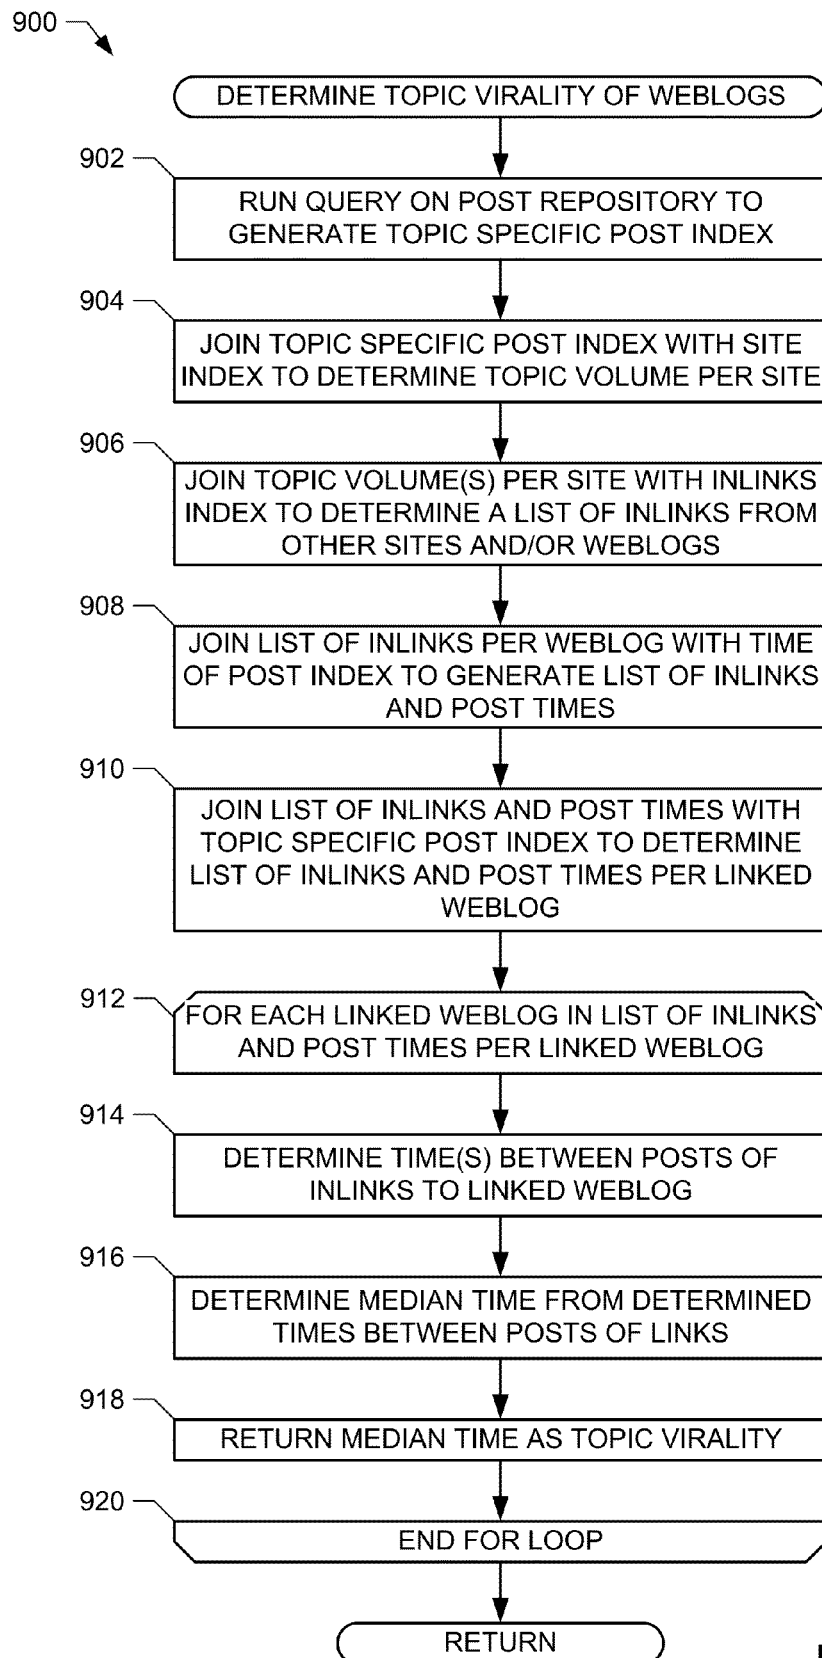 900
DETERMINE TOPIC VIRALITY OF WEBLOGS
902
RUN QUERY ON POST REPOSITORY TO
GENERATE TOPIC SPECIFIC POST INDEX
904
JOIN TOPIC SPECIFIC POST INDEX WITH SITE
INDEX TO DETERMINE TOPIC VOLUME PER SITE
906
JOIN TOPIC VOLUME(S) PER SITE WITH INLINKS
INDEX TO DETERMINE A LIST OF INLINKS FROM
OTHER SITES AND/OR WEBLOGS
908
JOIN LIST OF INLINKS PER WEBLOG WITH TIME
OF POST INDEX TO GENERATE LIST OF INLINKS
AND POST TIMES
910
JOIN LIST OF INLINKS AND POST TIMES WITH
TOPIC SPECIFIC POST INDEX TO DETERMINE
LIST OF INLINKS AND POST TIMES PER LINKED
WEBLOG
912
FOR EACH LINKED WEBLOG IN LIST OF INLINKS
AND POST TIMES PER LINKED WEBLOG
914
DETERMINE TIME(S) BETWEEN POSTS OF
INLINKS TO LINKED WEBLOG
916
DETERMINE MEDIAN TIME FROM DETERMINED
TIMES BETWEEN POSTS OF LINKS
918
RETURN MEDIAN TIME AS TOPIC VIRALITY
920
END FOR LOOP
RETURN